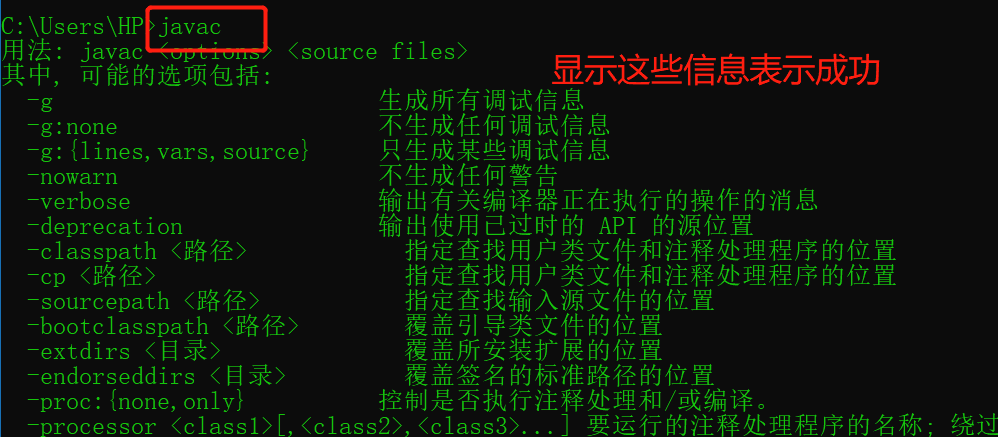 C:\Users\HP>javac
用法: javac <options> <source files>
其中, 可能的选项包括:
显示这些信息表示成功
-g 生成所有调试信息
-g:none 不生成任何调试信息
-g:{lines,vars,source} 只生成某些调试信息
-nowarn 不生成任何警告
-verbose 输出有关编译器正在执行的操作的消息
-deprecation 输出使用已过时的 API 的源位置
-classpath <路径> 指定查找用户类文件和注释处理程序的位置
-cp <路径> 指定查找用户类文件和注释处理程序的位置
-sourcepath <路径> 指定查找输入源文件的位置
-bootclasspath <路径> 覆盖引导类文件的位置
-extdirs <目录> 覆盖所安装扩展的位置
-endorseddirs <目录> 覆盖签名的标准路径的位置
-proc:{none,only} 控制是否执行注释处理和/或编译。
-processor <class1>[,<class2>,<class3>...] 要运行的注释处理程序的名称; 绕过